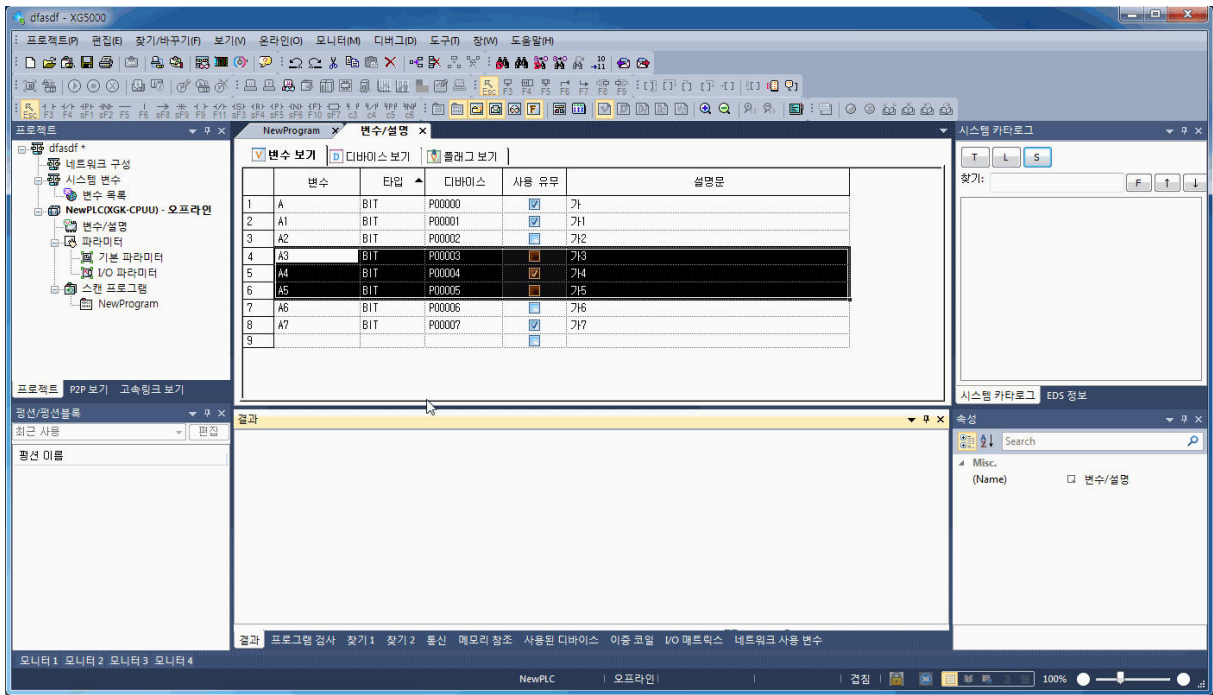 dfasdf - XG5000
프로젝트(P) 편집(E) 찾기/바꾸기(F) 보기(V) 온라인(O) 모니터(M) 디버그(D) 도구(T) 창(W) 도움말(H)
프로젝트
dfasdf *
네트워크 구성
시스템 변수
변수 목록
NewPLC(XGK-CPUU) - 오프라인
변수/설명
파라미터
기본 파라미터
I/O 파라미터
스캔 프로그램
NewProgram
프로젝트 P2P 보기 고속링크 보기
NewProgram 변수/설명
변수 보기 디바이스 보기 플래그 보기
변수 타입 디바이스 사용 유무 설명문
1 A BIT P00000 가
2 A1 BIT P00001 가1
3 A2 BIT P00002 가2
4 A3 BIT P00003 가3
5 A4 BIT P00004 가4
6 A5 BIT P00005 가5
7 A6 BIT P00006 가6
8 A7 BIT P00007 가7
9
시스템 카타로그
T L S
찾기: F ↑ ↓
시스템 카타로그 EDS 정보
펑션/펑션블록
최근 사용 편집
펑션 이름
결과
결과 프로그램 검사 찾기 1 찾기 2 통신 메모리 참조 사용된 디바이스 이중 코일 I/O 매트릭스 네트워크 사용 변수
속성
Search
Misc.
(Name) 변수/설명
모니터 1 모니터 2 모니터 3 모니터 4
NewPLC 오프라인 겹침 100%